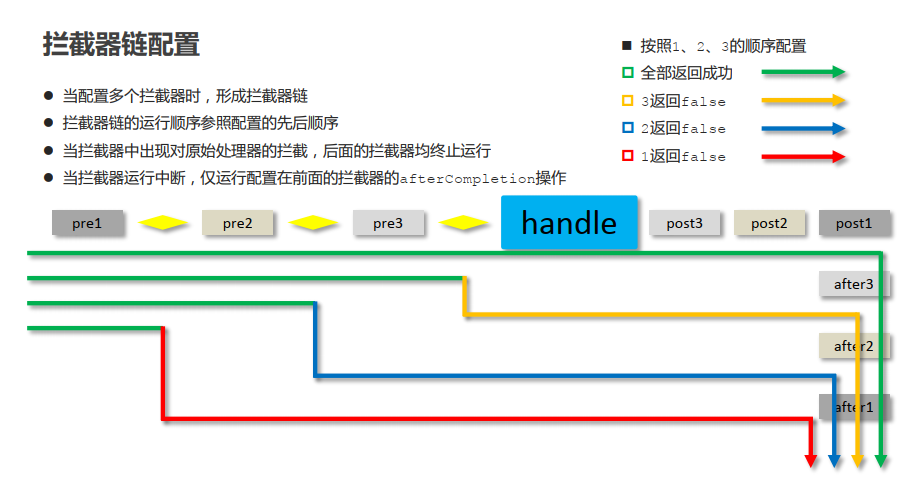 拦截器链配置
当配置多个拦截器时，形成拦截器链
拦截器链的运行顺序参照配置的先后顺序
当拦截器中出现对原始处理器的拦截，后面的拦截器均终止运行
当拦截器运行中断，仅运行配置在前面的拦截器的afterCompletion操作
按照1、2、3的顺序配置
全部返回成功
3返回false
2返回false
1返回false
pre1 pre2 pre3 handle post3 post2 post1
after3
after2
after1